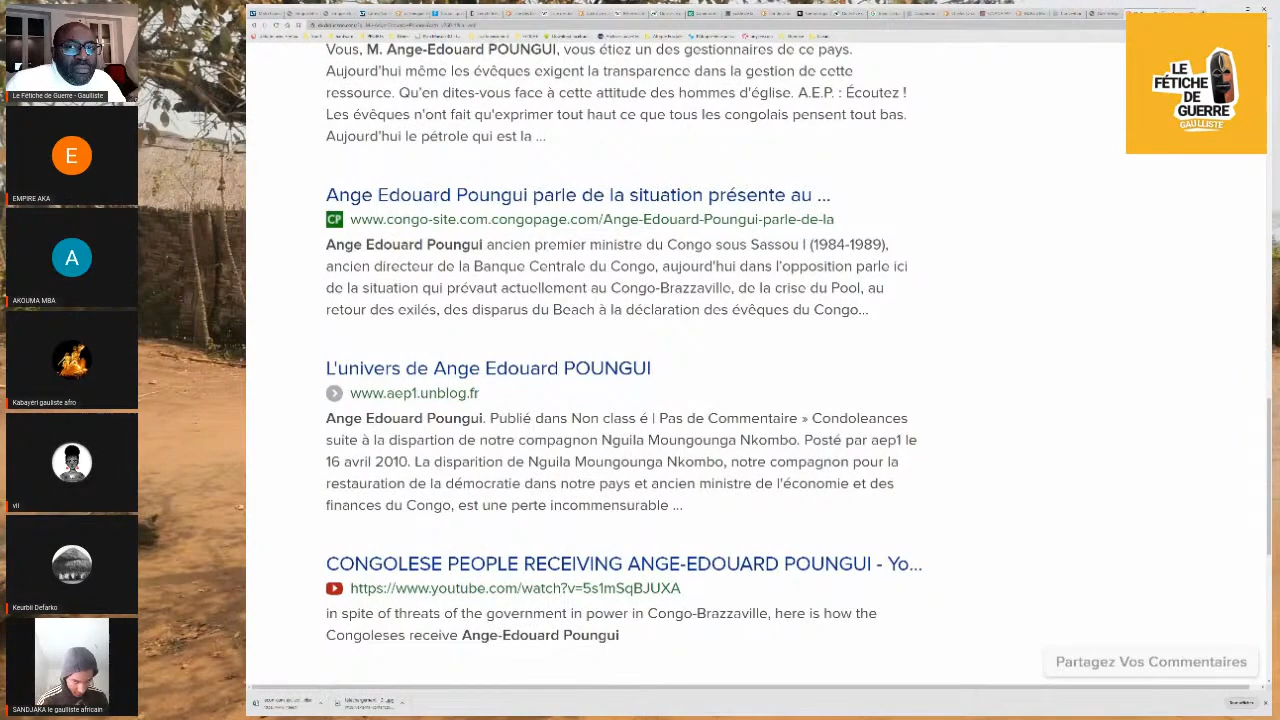 Le Fétiche de Guerre - Gaulliste
E
EMPIRE AKA
A
AKOUMA MBA
Kabayeri gauliste afro
vil
Keurbii Defarko
SANDJAKA le gaulliste africain
Vous, M. Ange-Edouard POUNGUI, vous étiez un des gestionnaires de ce pays.
Aujourd'hui même les évêques exigent la transparence dans la gestion de cette
ressource. Qu'en dites-vous face à cette attitude des hommes d'église. A.E.P. : Écoutez !
Les évêques n'ont fait qu'exprimer tout haut ce que tous les congolais pensent tout bas.
Aujourd'hui le pétrole qui est la ...
Ange Edouard Poungui parle de la situation présente au ...
CP www.congo-site.com.congopage.com/Ange-Edouard-Poungui-parle-de-la
Ange Edouard Poungui ancien premier ministre du Congo sous Sassou I (1984-1989),
ancien directeur de la Banque Centrale du Congo, aujourd'hui dans l'opposition parle ici
de la situation qui prévaut actuellement au Congo-Brazzaville, de la crise du Pool, au
retour des exilés, des disparus du Beach à la déclaration des évêques du Congo...
L'univers de Ange Edouard POUNGUI
www.aep1.unblog.fr
Ange Edouard Poungui. Publié dans Non class é | Pas de Commentaire » Condoleances
suite à la dispartion de notre compagnon Nguila Moungounga Nkombo. Posté par aep1 le
16 avril 2010. La disparition de Nguila Moungounga Nkombo, notre compagnon pour la
restauration de la démocratie dans notre pays et ancien ministre de l'économie et des
finances du Congo, est une perte incommensurable ...
CONGOLESE PEOPLE RECEIVING ANGE-EDOUARD POUNGUI - Yo...
https://www.youtube.com/watch?v=5s1mSqBJUXA
in spite of threats of the government in power in Congo-Brazzaville, here is how the
Congoleses receive Ange-Edouard Poungui
Partagez Vos Commentaires
Tout afficher
LE
FÉTICHE
DE
GUERRE
GAULLISTE